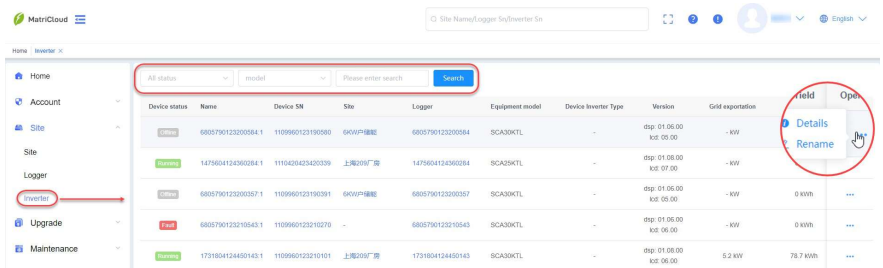 MatriCloud
Site Name/Logger Sn/Inverter Sn
English
Home Inverter ×
Home
Account
Site
Site
Logger
Inverter
Upgrade
Maintenance
All status model Please enter search Search
Device status Name Device SN Site Logger Equipment model Device Inverter Type Version Grid exportation
Offline 6805790123200584:1 1109960123190580 6KW户储能 6805790123200584 SCA30KTL - dsp: 01.06.00 - kW
lcd: 05.00
Running 1475604124360284:1 1110420423420339 上海209厂房 1475604124360284 SCA25KTL - dsp: 01.08.00 - kW
lcd: 07.00
Offline 6805790123200357:1 1109960123190391 6KW户储能 6805790123200357 SCA30KTL - dsp: 01.06.00 - kW 0 kWh ...
lcd: 05.00
Fault 6805790123210543:1 1109960123210270 - 6805790123210543 SCA30KTL - dsp: 01.06.00 - kW 0 kWh ...
lcd: 06.00
Running 1731804124450143:1 1109960123210101 上海209厂房 1731804124450143 SCA30KTL - dsp: 01.08.00 5.2 kW 78.7 kWh ...
lcd: 06.00
Details
Rename